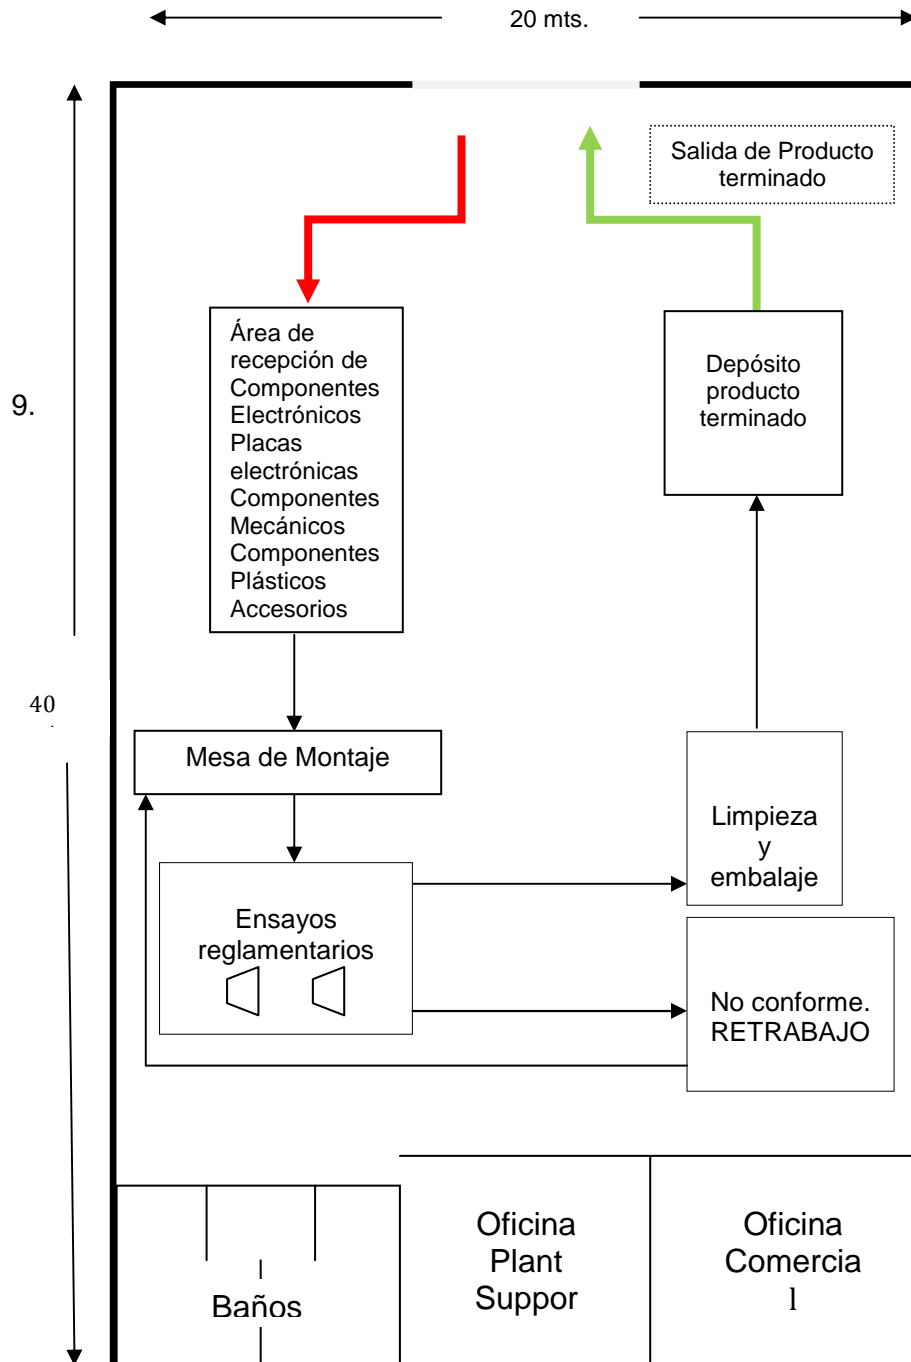 20 mts.
Salida de Producto
terminado
Área de
recepción de
Componentes
Electrónicos
Placas
electrónicas
Componentes
Mecánicos
Componentes
Plásticos
Accesorios
Depósito
producto
terminado
9.
40
Mesa de Montaje
Limpieza
y
embalaje
Ensayos
reglamentarios
No conforme.
RETRABAJO
Oficina
Plant
Suppor
Oficina
Comercia
l
Baños